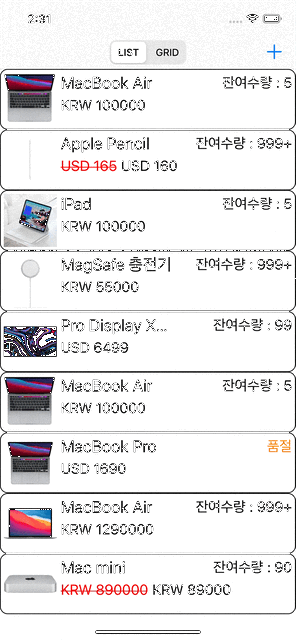 2:31
LIST GRID
MacBook Air 잔여수량 : 5
KRW 100000
Apple Pencil 잔여수량 : 999+
USD 165 USD 160
iPad 잔여수량 : 5
KRW 100000
MagSafe 충전기 잔여수량 : 999+
KRW 55000
Pro Display X... 잔여수량 : 99
USD 6499
MacBook Air 잔여수량 : 5
KRW 100000
MacBook Pro 품절
USD 1690
MacBook Air 잔여수량 : 999+
KRW 1290000
Mac mini 잔여수량 : 90
KRW 890000 KRW 89000